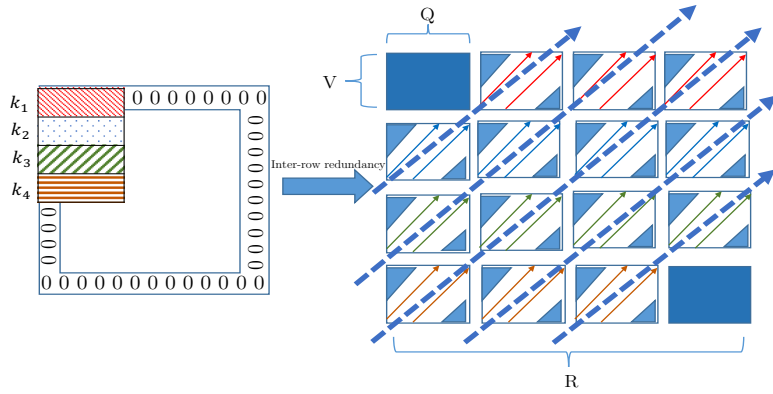 Q
V
k₁
0 0 0 0 0 0 0 0 0
k₂
k₃
k₄
Inter-row redundancy
0 0 0 0
0 0 0 0 0 0 0 0 0 0
0 0 0 0 0 0 0 0 0 0 0 0 0 0 0
R